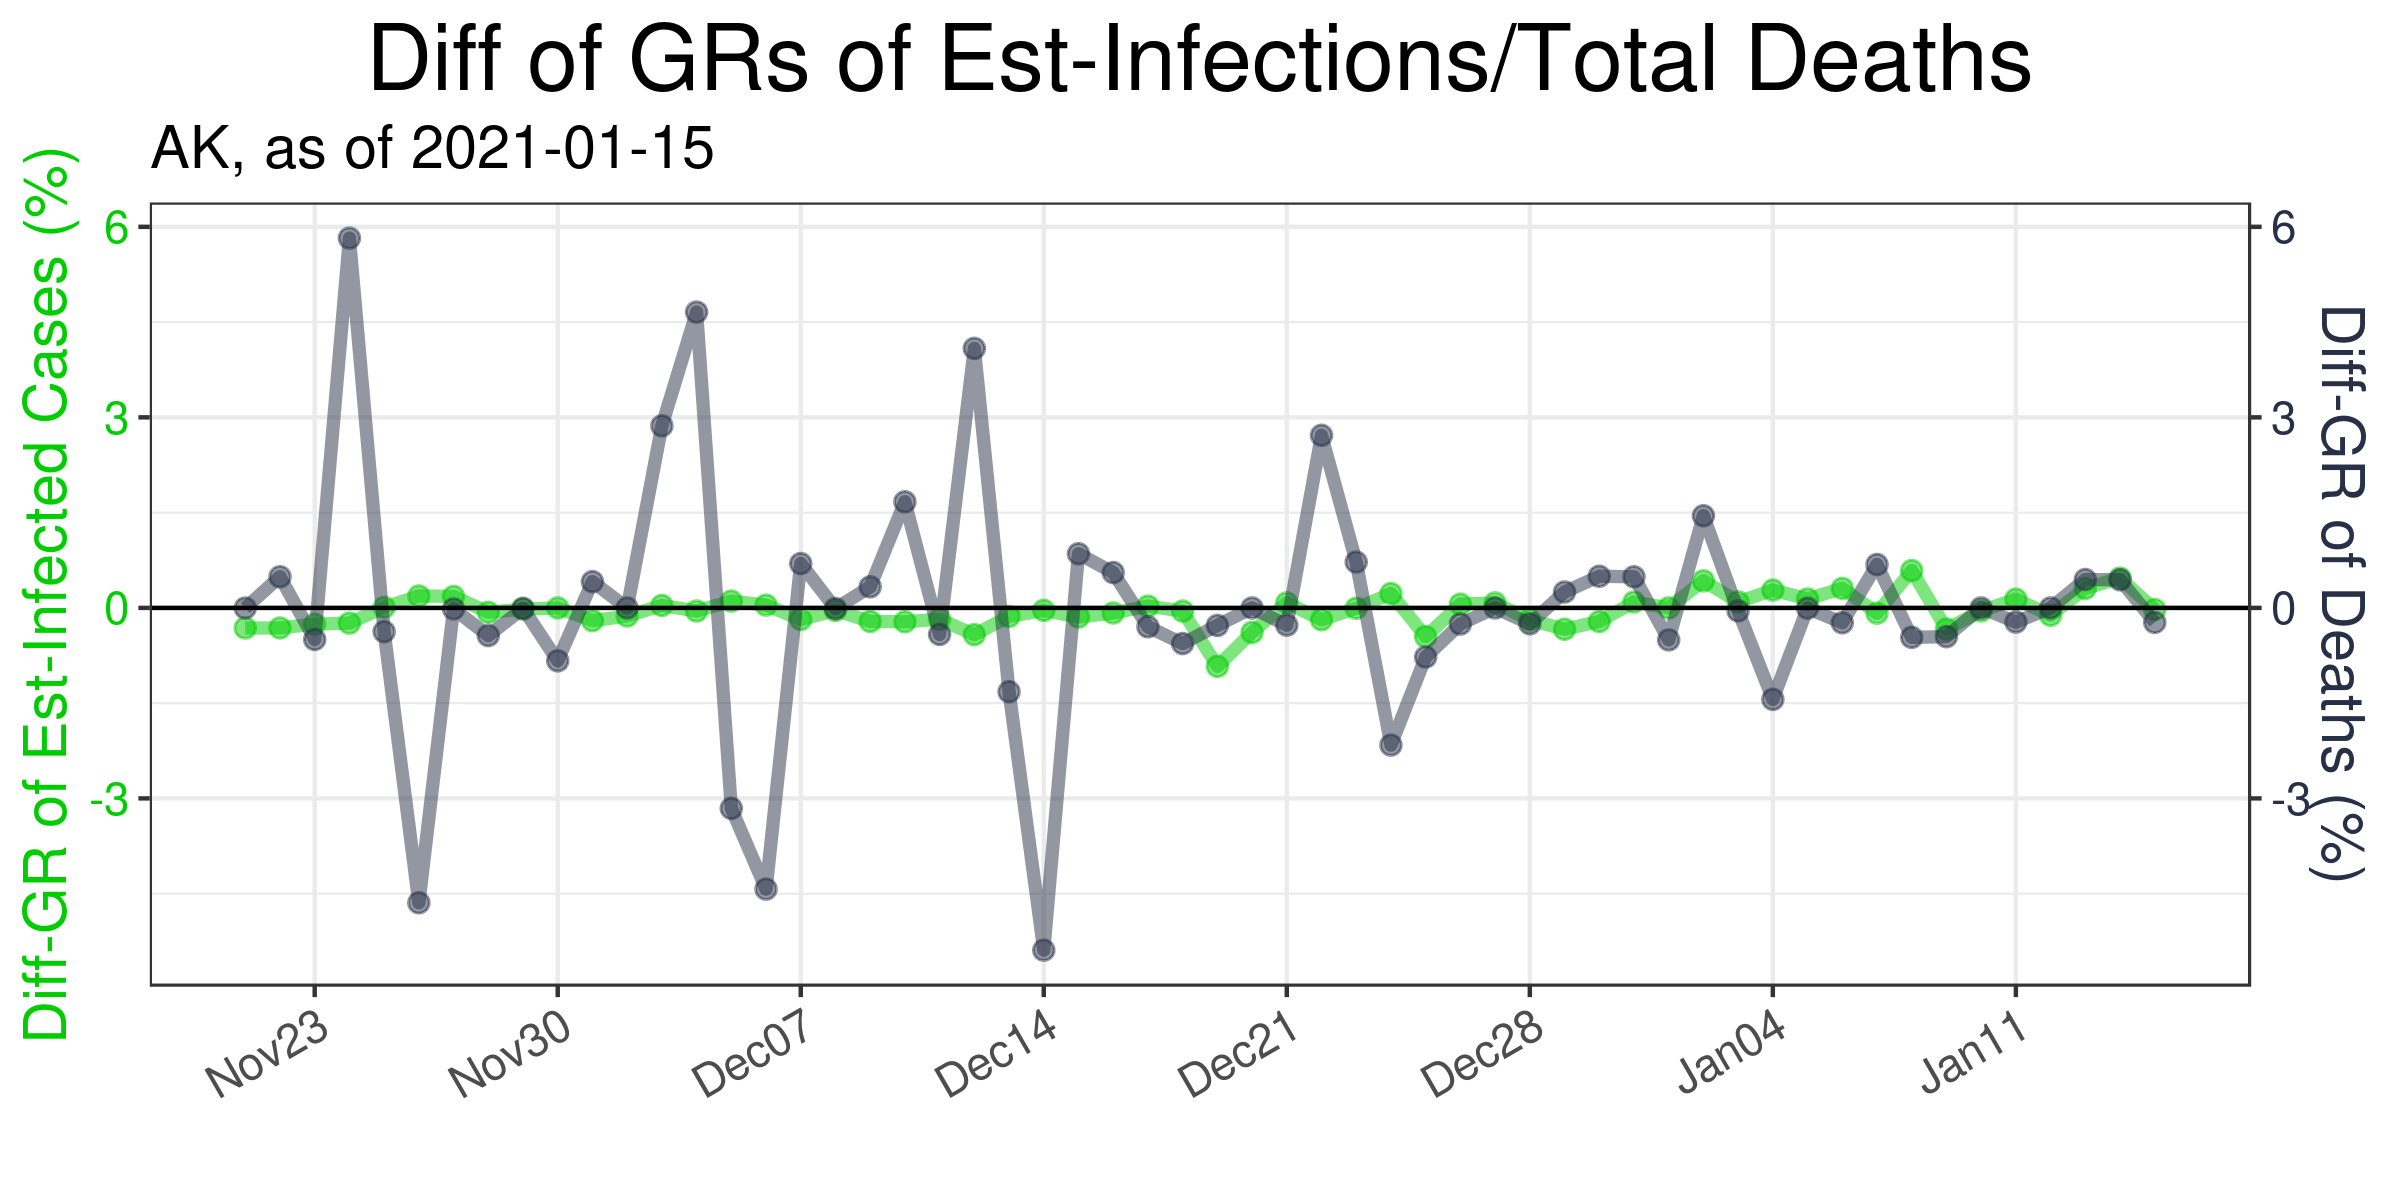 Diff of GRs of Est-Infections/Total Deaths
AK, as of 2021-01-15
Diff-GR of Est-Infected Cases (%)
6
3
0
-3
6
3
0
-3
Diff-GR of Deaths (%)
Nov23
Nov30
Dec07
Dec14
Dec21
Dec28
Jan04
Jan11